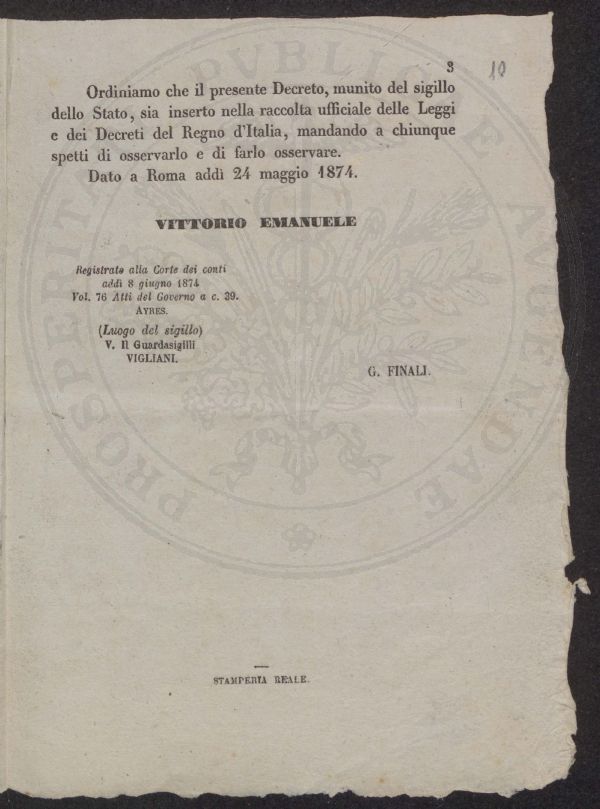 3
10
Ordiniamo che il presente Decreto, munito del sigillo
dello Stato, sia inserto nella raccolta ufficiale delle Leggi
e dei Decreti del Regno d'Italia, mandando a chiunque
spetti di osservarlo e di farlo osservare.
Dato a Roma addì 24 maggio 1874.
VITTORIO EMANUELE
Registrato alla Corte dei conti
addì 8 giugno 1874
Vol. 76 Atti del Governo a c. 39.
AYRES.
(Luogo del sigillo)
V. Il Guardasigilli
VIGLIANI.
G. FINALI.
STAMPERIA REALE.
PROSPERITATI PVBLICAE AVGENDAE